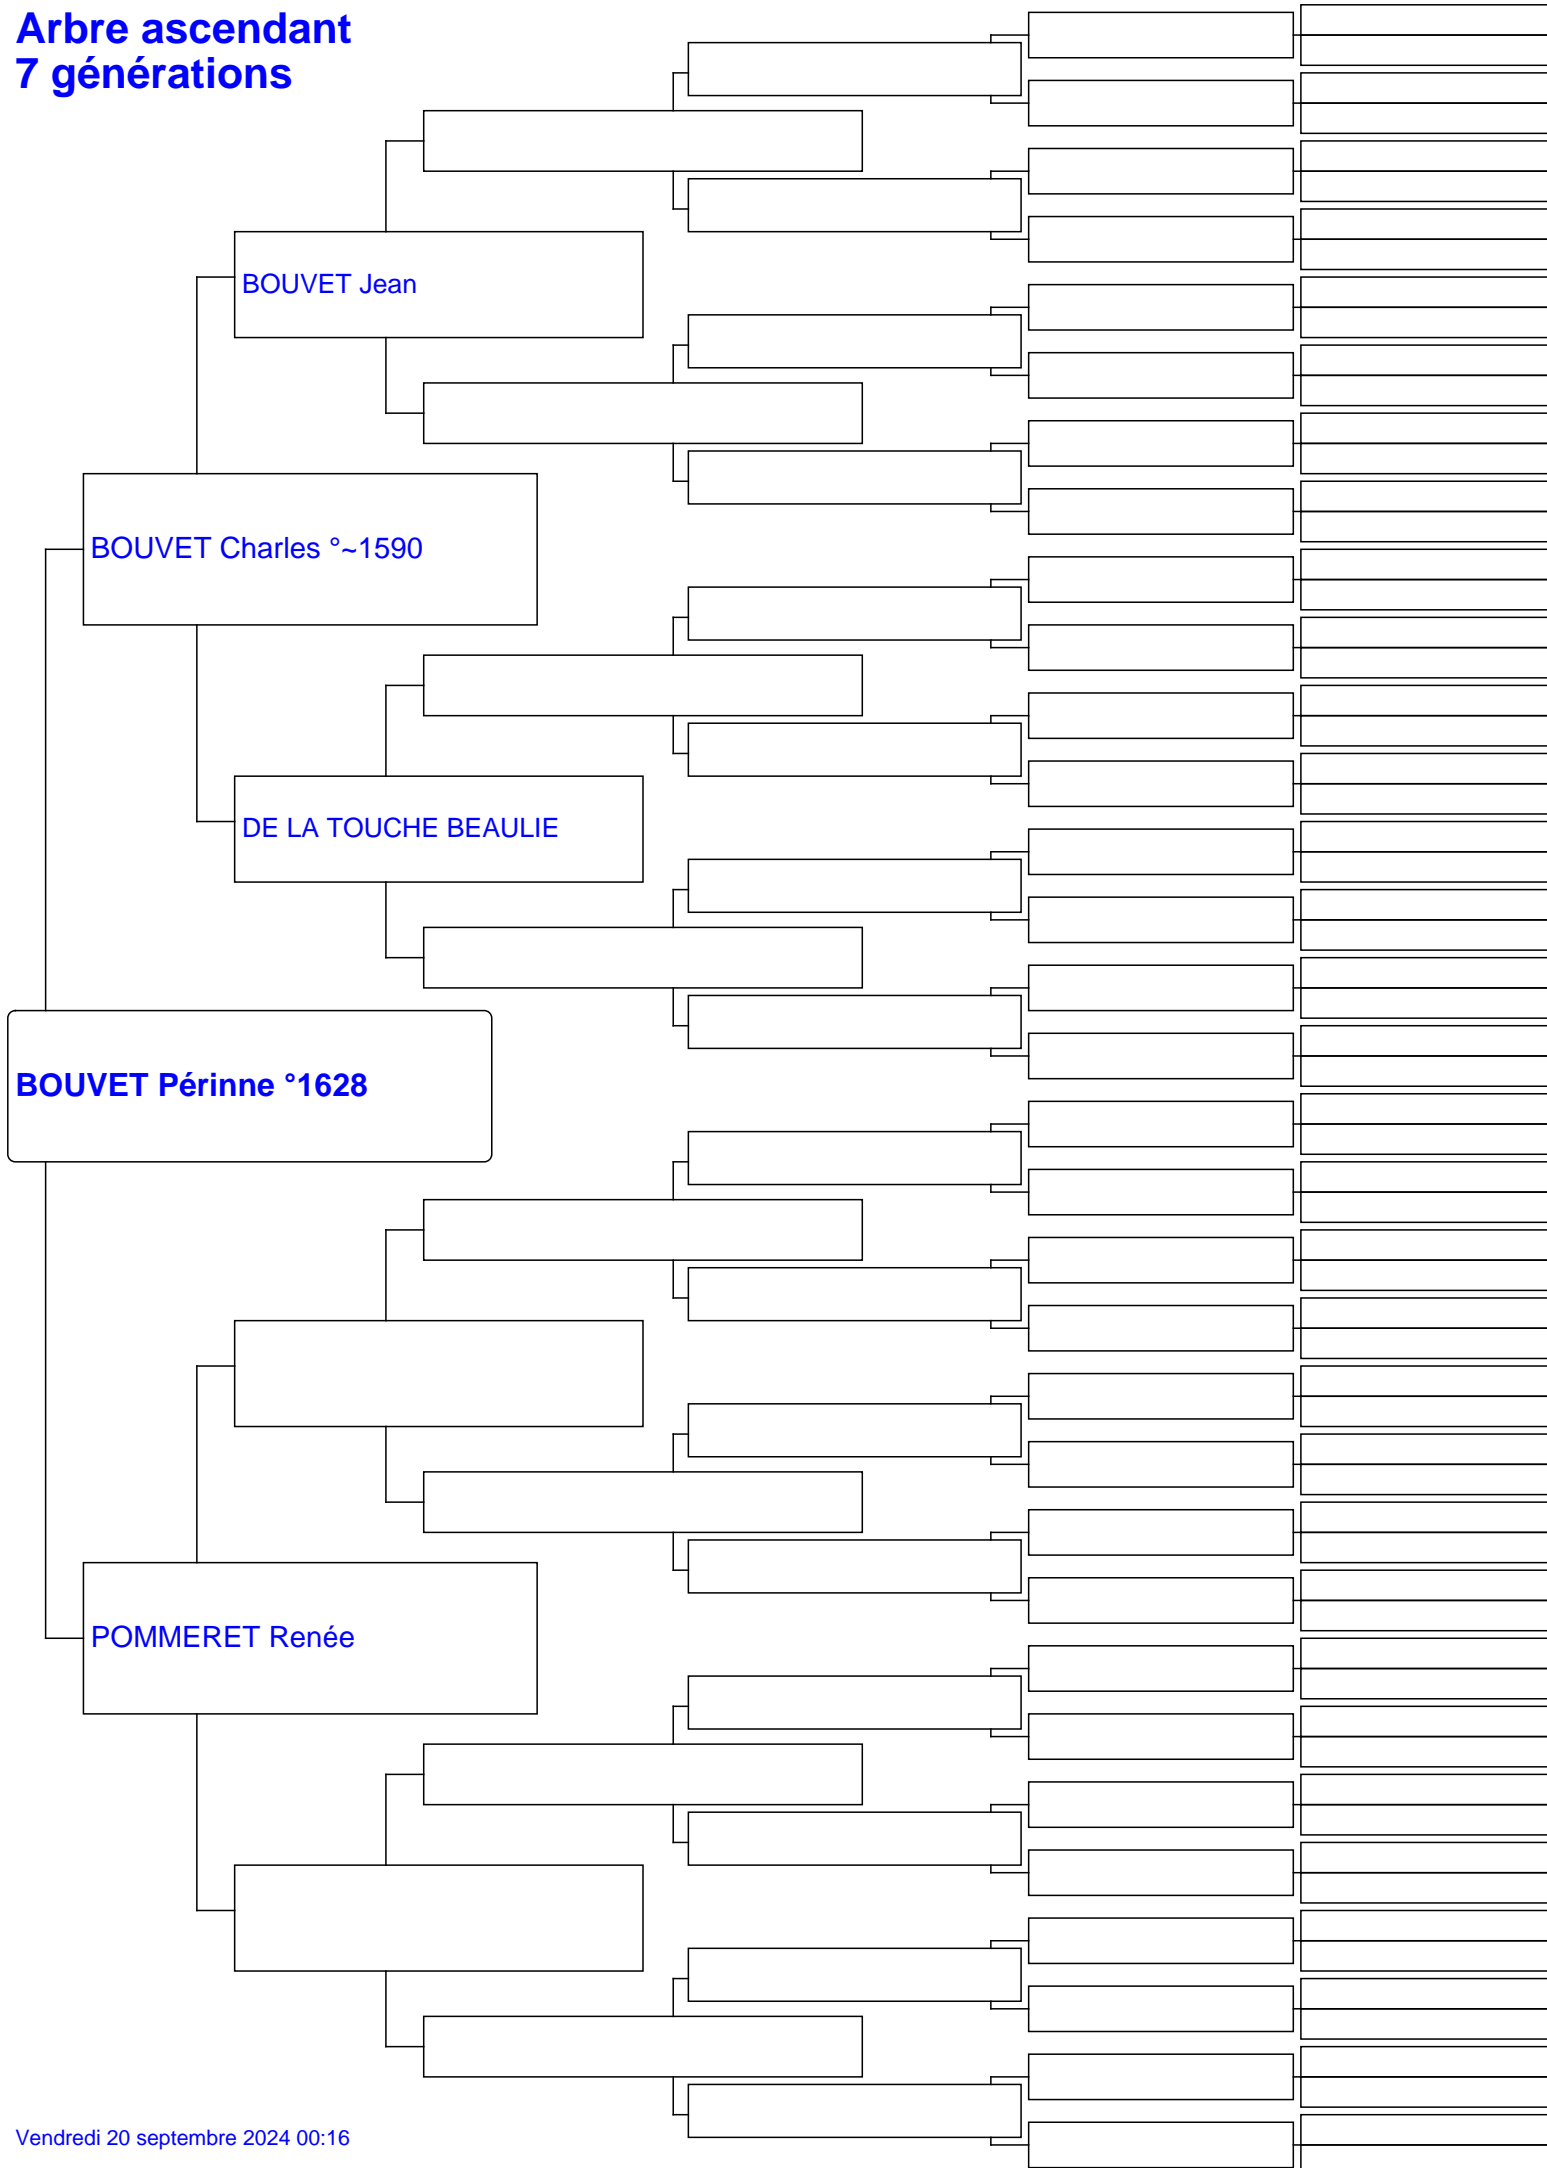 Arbre ascendant
7 générations
BOUVET Jean
BOUVET Charles °~1590
DE LA TOUCHE BEAULIE
BOUVET Périnne °1628
POMMERET Renée
Vendredi 20 septembre 2024 00:16